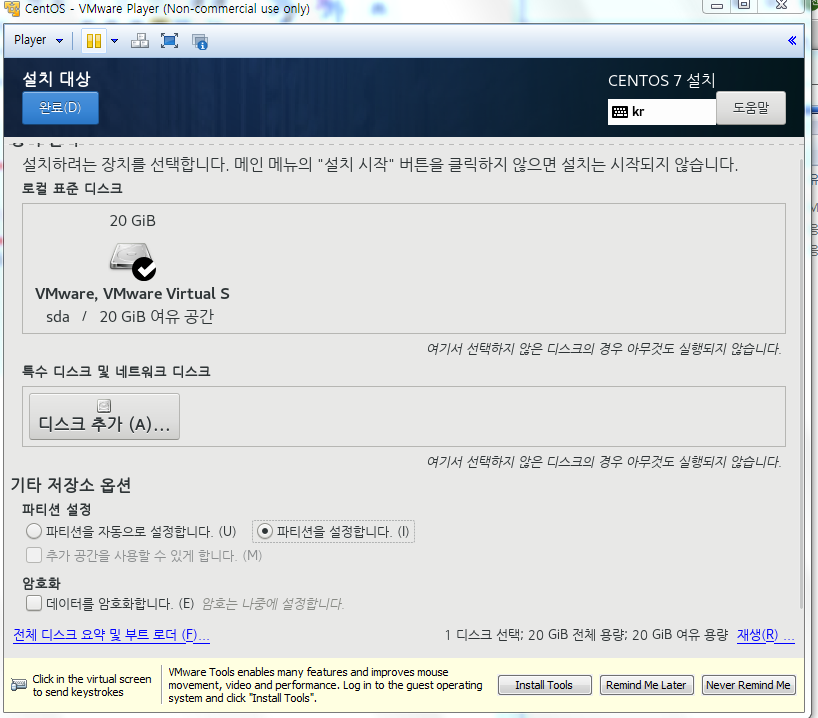 CentOS - VMware Player (Non-commercial use only)
Player
설치 대상
완료(D)
CENTOS 7 설치
kr
도움말
설치하려는 장치를 선택합니다. 메인 메뉴의 "설치 시작" 버튼을 클릭하지 않으면 설치는 시작되지 않습니다.
로컬 표준 디스크
20 GiB
VMware, VMware Virtual S
sda / 20 GiB 여유 공간
여기서 선택하지 않은 디스크의 경우 아무것도 실행되지 않습니다.
특수 디스크 및 네트워크 디스크
디스크 추가 (A)...
여기서 선택하지 않은 디스크의 경우 아무것도 실행되지 않습니다.
기타 저장소 옵션
파티션 설정
파티션을 자동으로 설정합니다. (U) 파티션을 설정합니다. (I)
추가 공간을 사용할 수 있게 합니다. (M)
암호화
데이터를 암호화합니다. (E) 암호는 나중에 설정합니다.
전체 디스크 요약 및 부트 로더 (F)... 1 디스크 선택; 20 GiB 전체 용량; 20 GiB 여유 용량 재생(R) ...
Click in the virtual screen
to send keystrokes
VMware Tools enables many features and improves mouse
movement, video and performance. Log in to the guest operating
system and click "Install Tools".
Install Tools
Remind Me Later
Never Remind Me